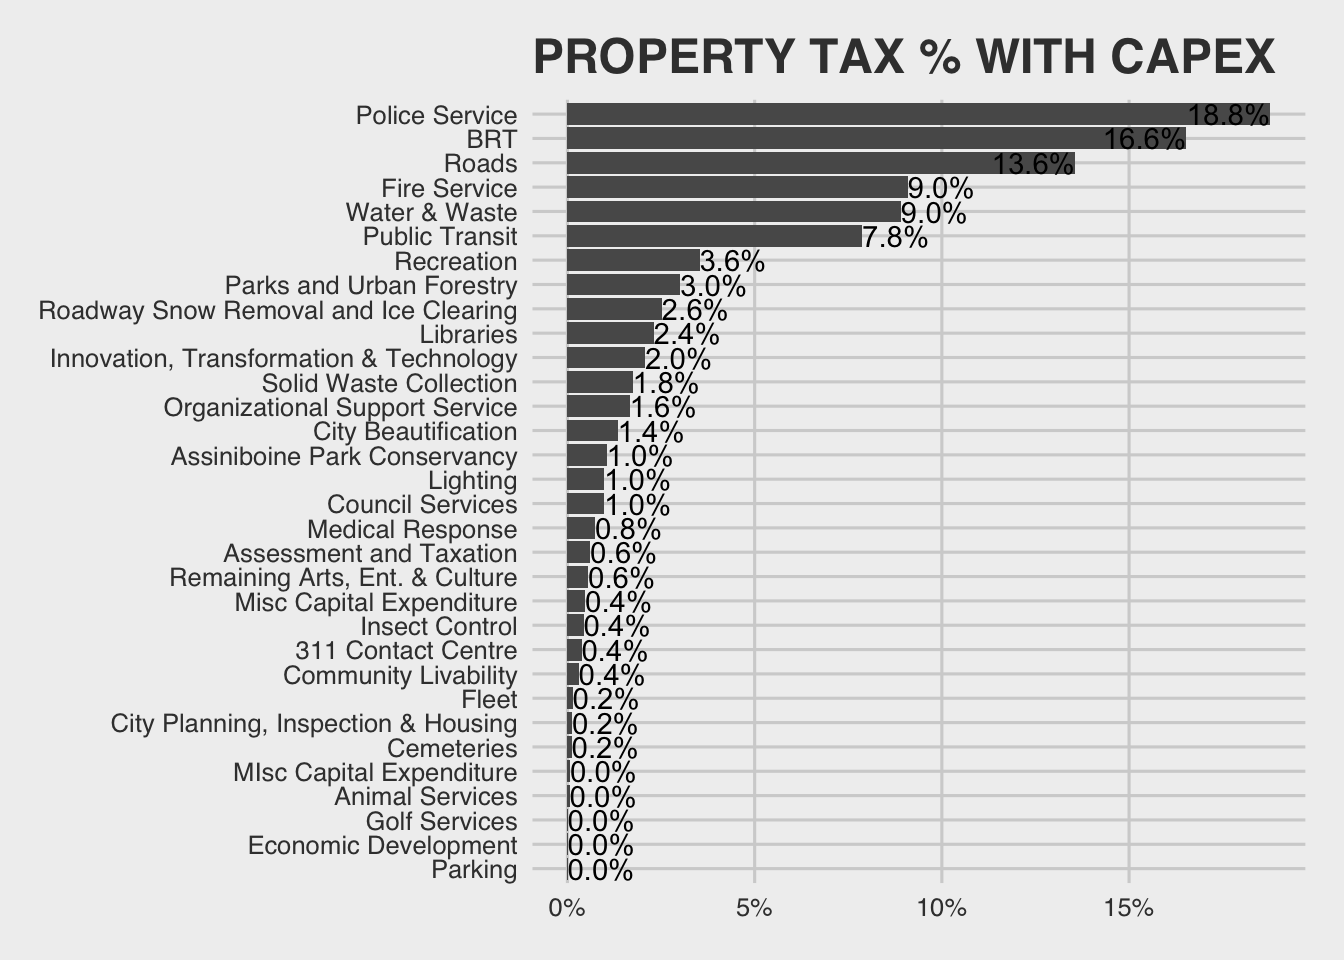 PROPERTY TAX % WITH CAPEX
Police Service 18.8%
BRT 16.6%
Roads 13.6%
Fire Service 9.0%
Water & Waste 9.0%
Public Transit 7.8%
Recreation 3.6%
Parks and Urban Forestry 3.0%
Roadway Snow Removal and Ice Clearing 2.6%
Libraries 2.4%
Innovation, Transformation & Technology 2.0%
Solid Waste Collection 1.8%
Organizational Support Service 1.6%
City Beautification 1.4%
Assiniboine Park Conservancy 1.0%
Lighting 1.0%
Council Services 1.0%
Medical Response 0.8%
Assessment and Taxation 0.6%
Remaining Arts, Ent. & Culture 0.6%
Misc Capital Expenditure 0.4%
Insect Control 0.4%
311 Contact Centre 0.4%
Community Livability 0.4%
Fleet 0.2%
City Planning, Inspection & Housing 0.2%
Cemeteries 0.2%
MIsc Capital Expenditure 0.0%
Animal Services 0.0%
Golf Services 0.0%
Economic Development 0.0%
Parking 0.0%
0% 5% 10% 15%